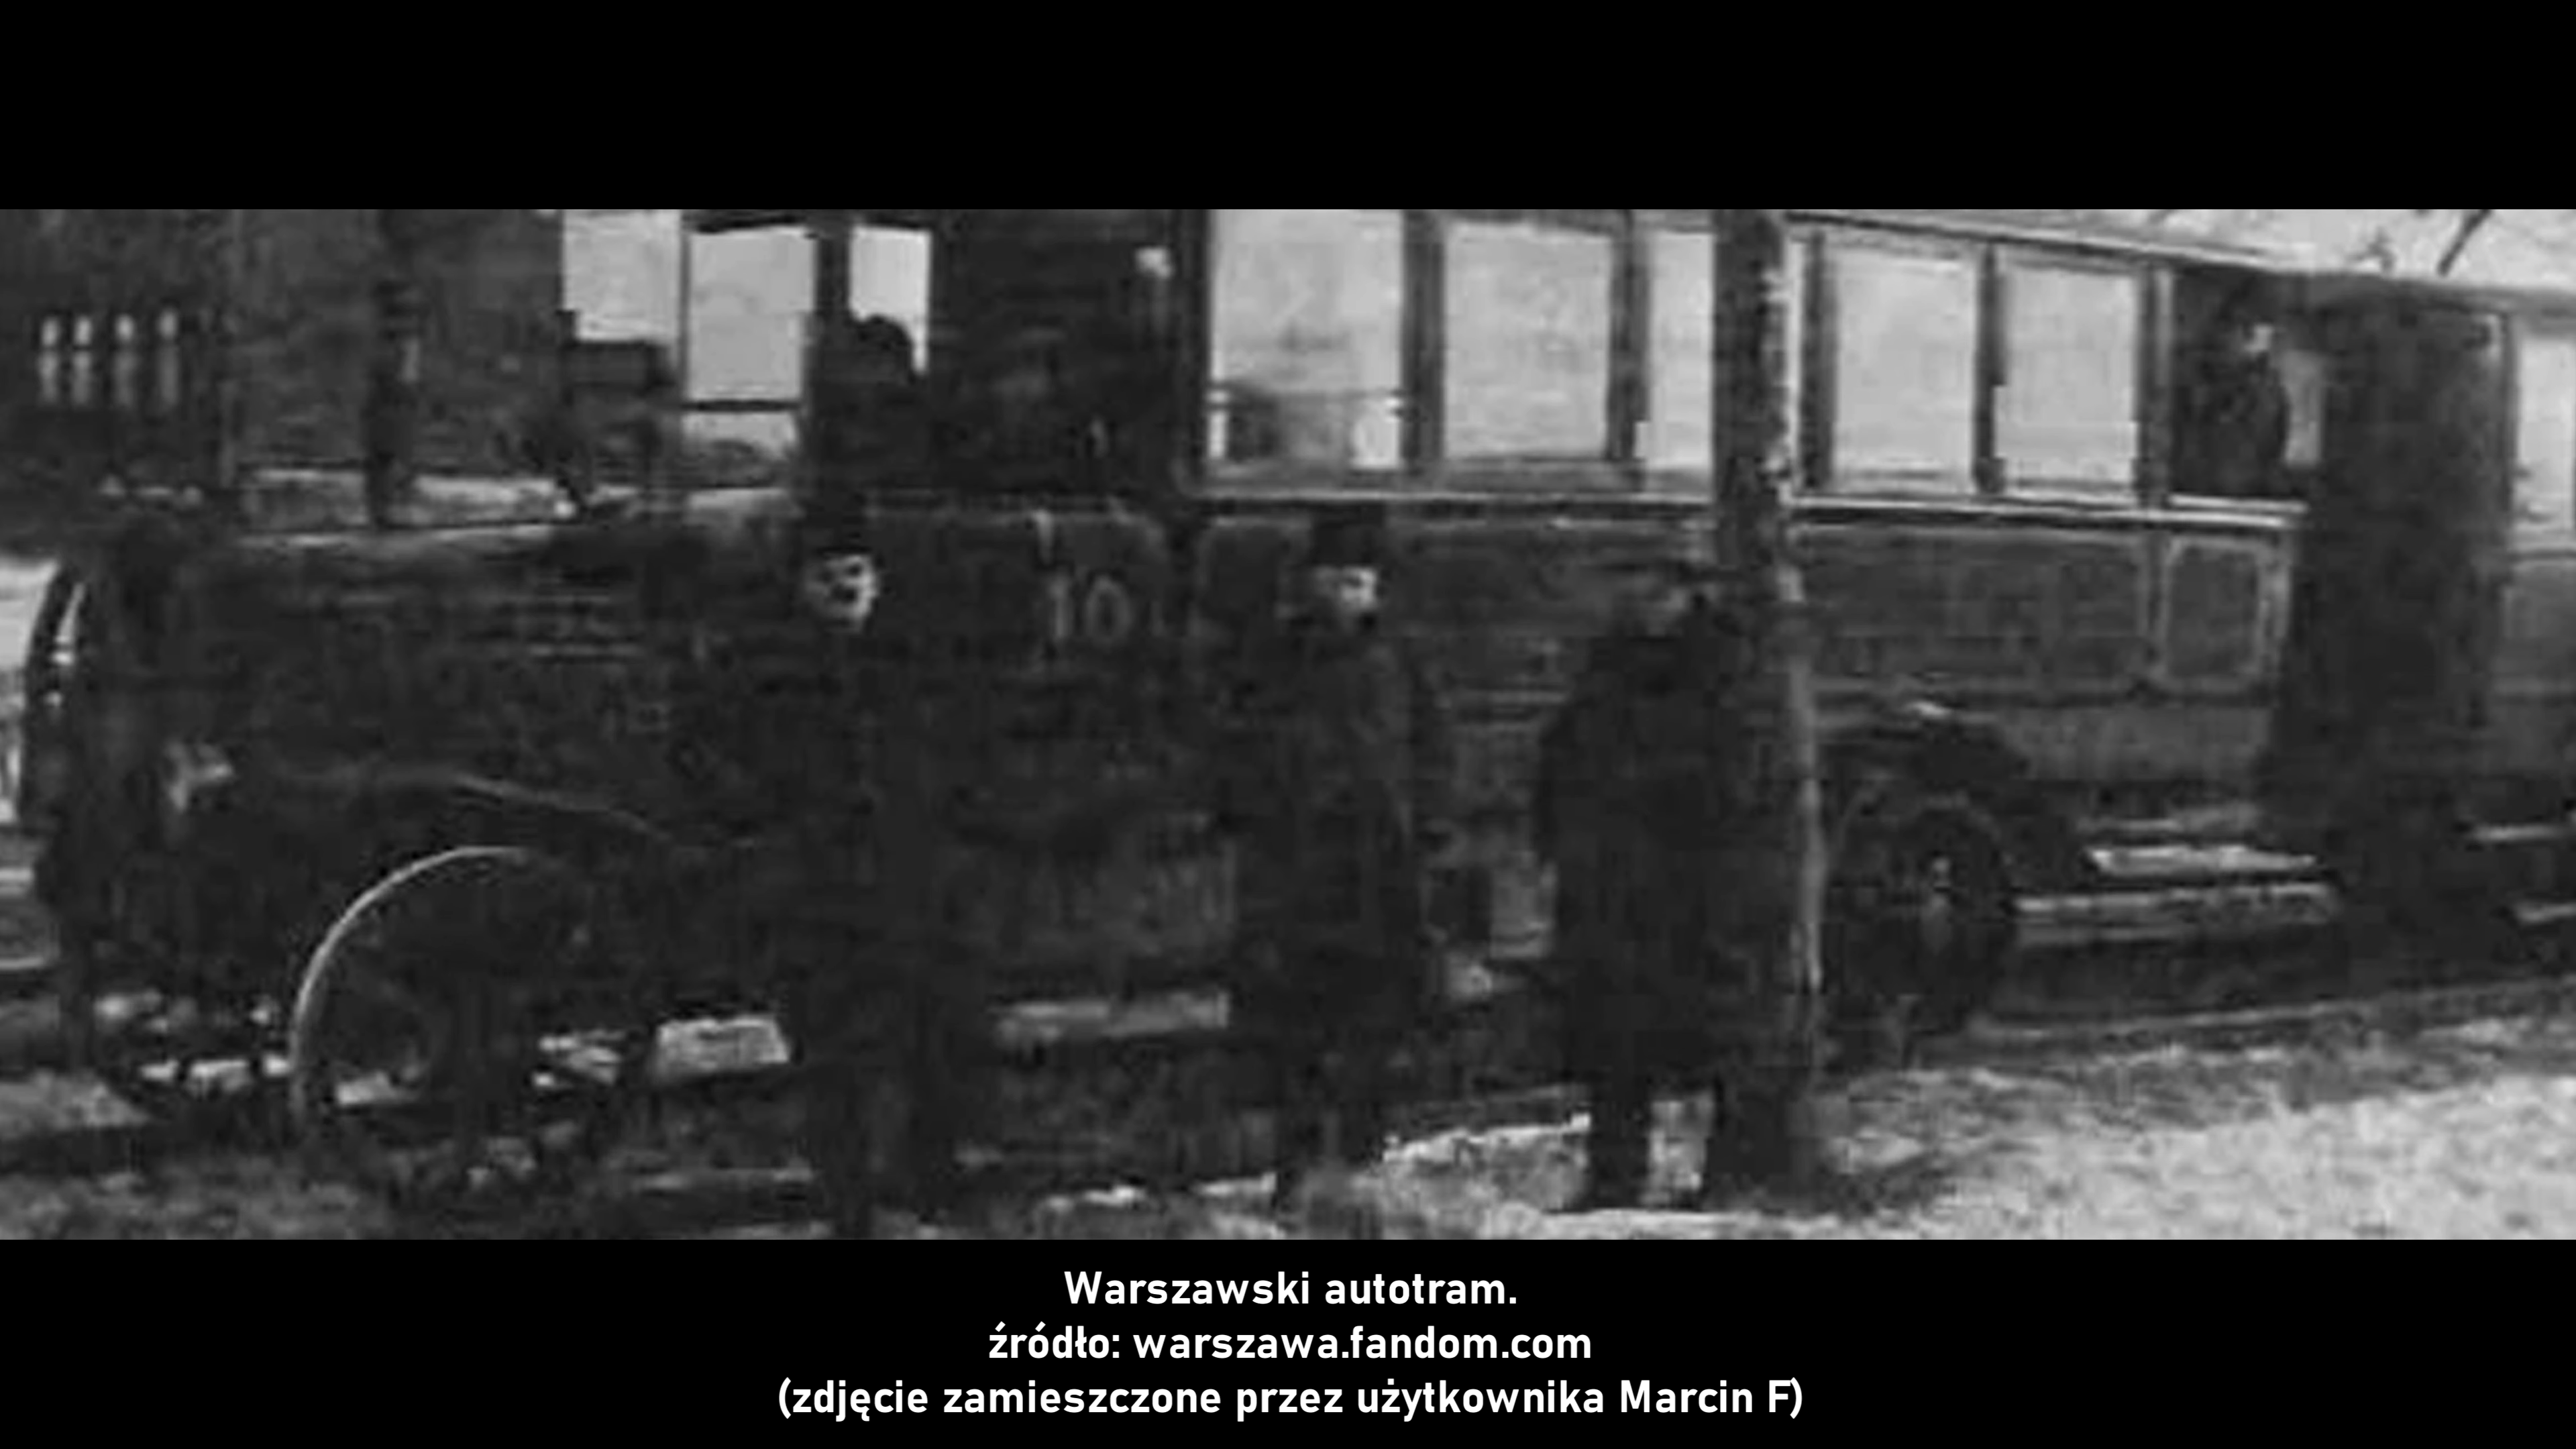 10
Warszawski autotram.
źródło: warszawa.fandom.com
(zdjęcie zamieszczone przez użytkownika Marcin F)